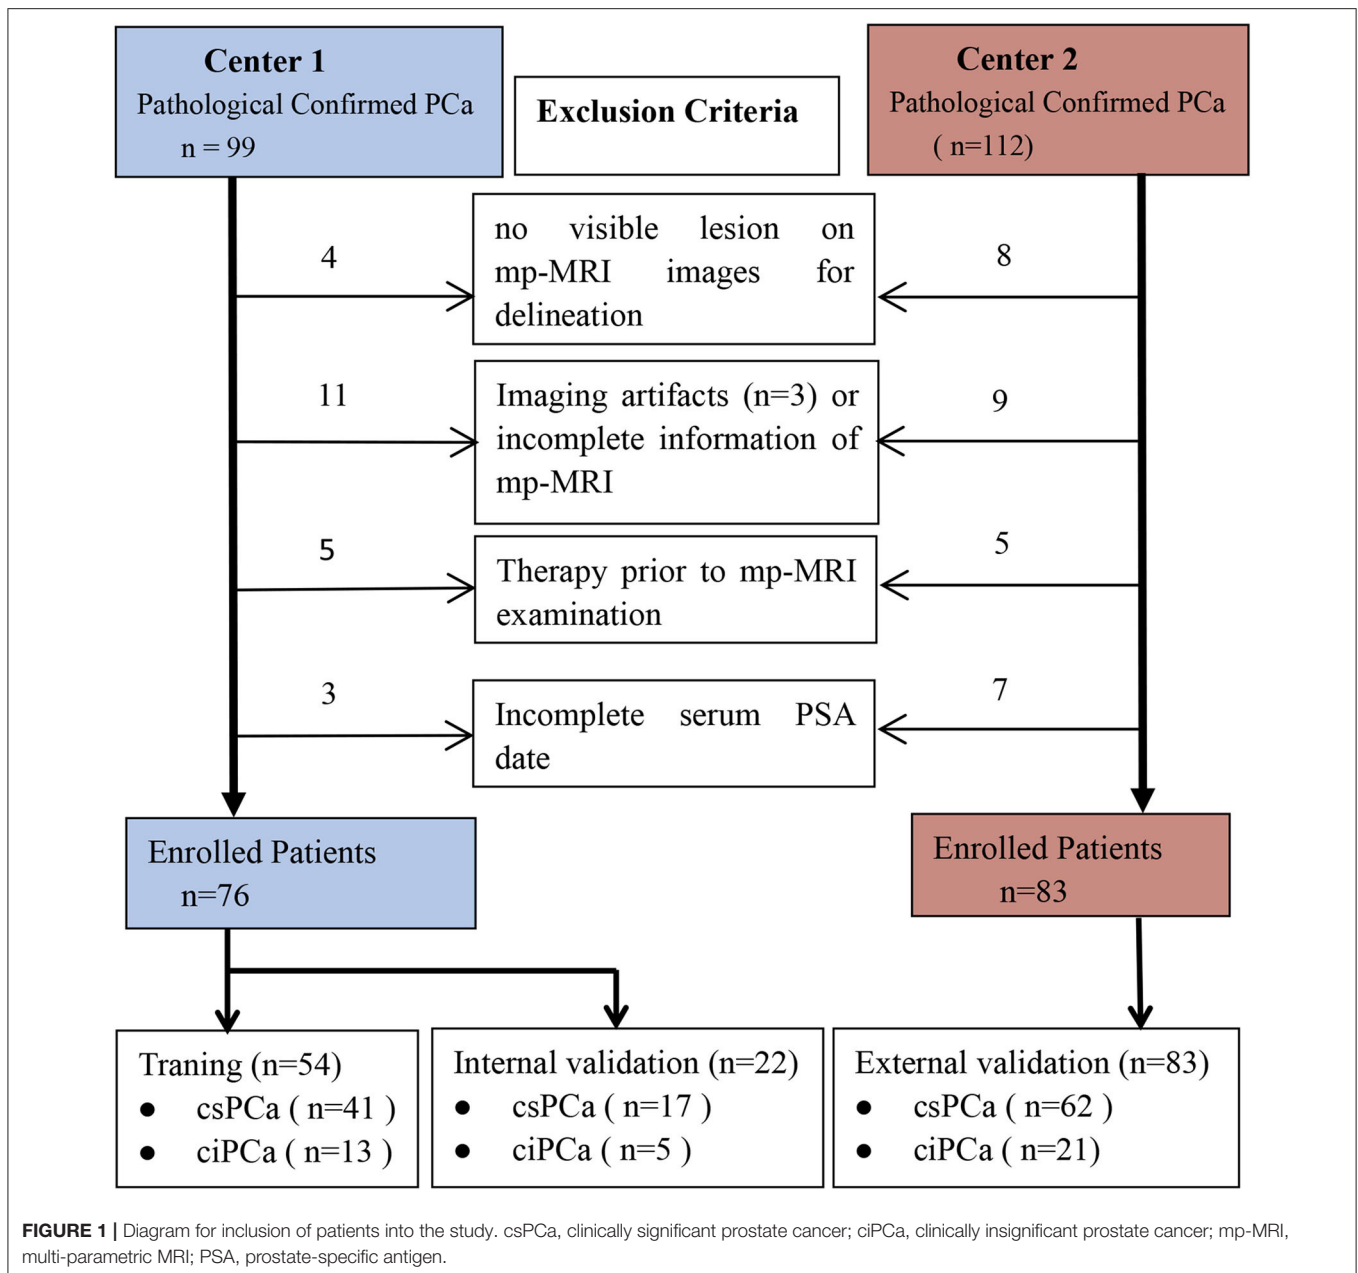 Center 1
Pathological Confirmed PCa
n = 99
Exclusion Criteria
Center 2
Pathological Confirmed PCa
( n=112)
4
no visible lesion on
mp-MRI images for
delineation
8
11
Imaging artifacts (n=3) or
incomplete information of
mp-MRI
9
5
Therapy prior to mp-MRI
examination
5
3
Incomplete serum PSA
date
7
Enrolled Patients
n=76
Enrolled Patients
n=83
Traning (n=54)
● csPCa ( n=41 )
● ciPCa ( n=13 )
Internal validation (n=22)
● csPCa ( n=17 )
● ciPCa ( n=5 )
External validation (n=83)
● csPCa ( n=62 )
● ciPCa ( n=21)
FIGURE 1 | Diagram for inclusion of patients into the study. csPCa, clinically significant prostate cancer; ciPCa, clinically insignificant prostate cancer; mp-MRI,
multi-parametric MRI; PSA, prostate-specific antigen.